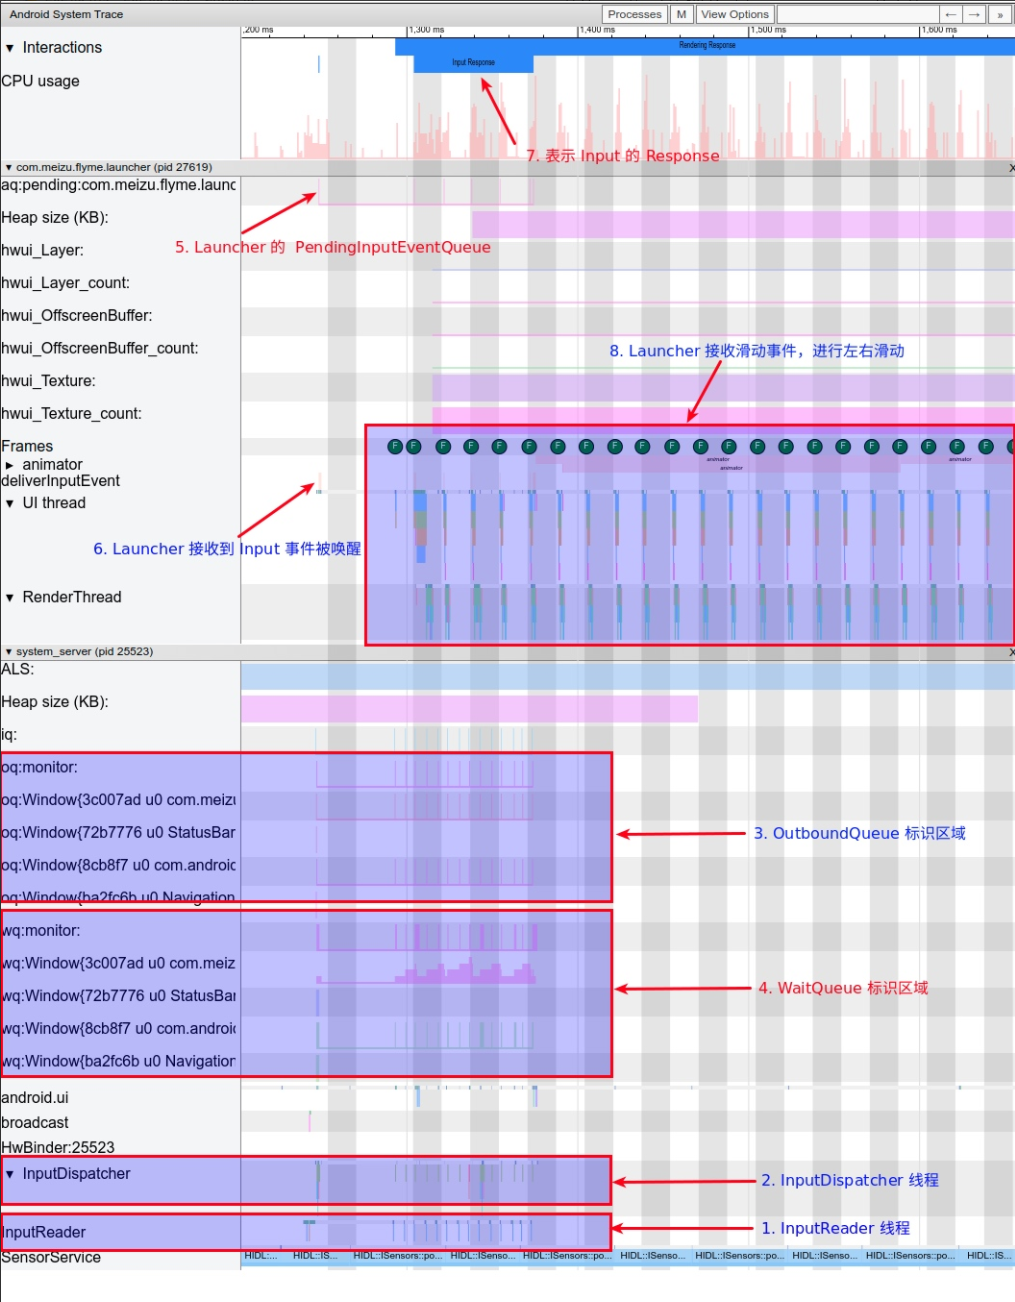 Android System Trace
Processes M View Options ← → »
,200 ms ,1,300 ms ,1,400 ms ,1,500 ms ,1,600 ms
▼ Interactions
Rendering Response
Input Response
CPU usage
7. 表示 Input 的 Response
▼ com.meizu.flyme.launcher (pid 27619)
X
aq:pending:com.meizu.flyme.launc
Heap size (KB):
5. Launcher 的 PendingInputEventQueue
hwui_Layer:
hwui_Layer_count:
hwui_OffscreenBuffer:
hwui_OffscreenBuffer_count:
8. Launcher 接收滑动事件，进行左右滑动
hwui_Texture:
hwui_Texture_count:
Frames
F F F F F F F F F F F F F F F F F F F F F F F
► animator
animator animator
animator
deliverInputEvent
▼ UI thread
6. Launcher 接收到 Input 事件被唤醒
▼ RenderThread
▼ system_server (pid 25523)
X
ALS:
Heap size (KB):
iq:
oq:monitor:
oq:Window{3c007ad u0 com.meizu
oq:Window{72b7776 u0 StatusBar
3. OutboundQueue 标识区域
oq:Window{8cb8f7 u0 com.android
oq:Window{ba2fc6b u0 Navigation
wq:monitor:
wq:Window{3c007ad u0 com.meiz
4. WaitQueue 标识区域
wq:Window{72b7776 u0 StatusBar
wq:Window{8cb8f7 u0 com.android
wq:Window{ba2fc6b u0 Navigation
android.ui
broadcast
HwBinder:25523
▼ InputDispatcher
2. InputDispatcher 线程
InputReader
1. InputReader 线程
SensorService
HIDL:... HIDL::IS... HIDL::ISensors::po... HIDL::ISenso... HIDL::ISensors::po... HIDL::ISenso... HIDL::ISensors::po... HIDL::ISenso... HIDL::ISensors::po... HIDL::IS...